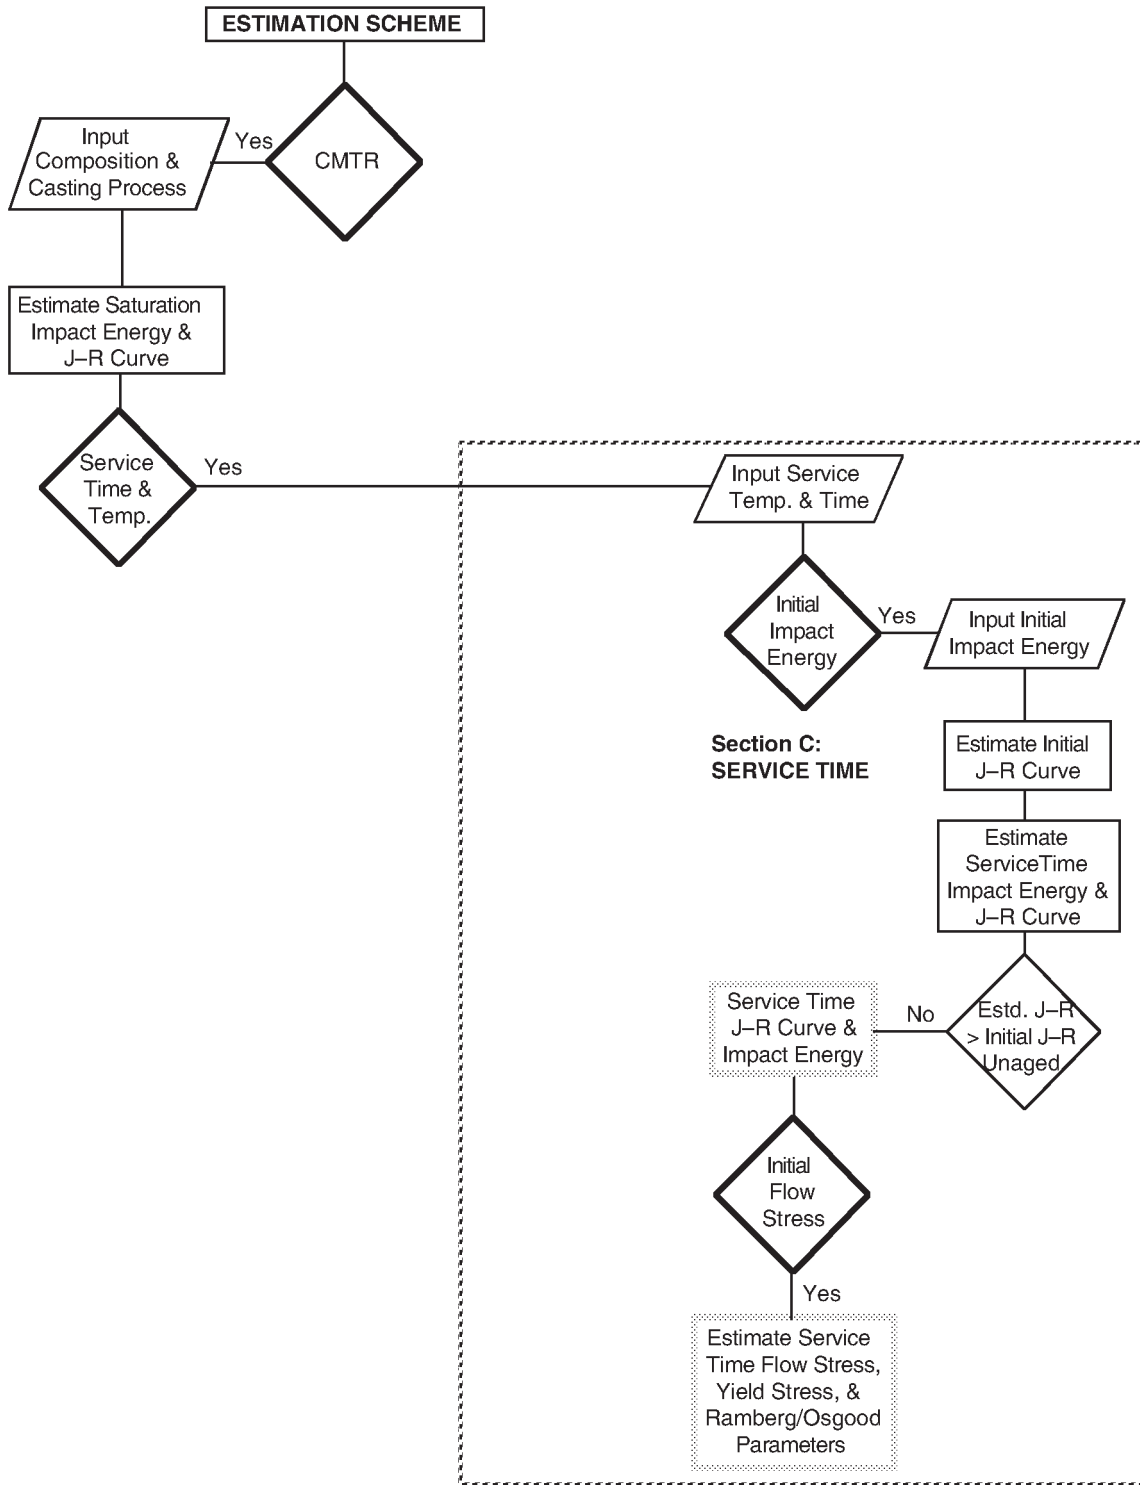 ESTIMATION SCHEME
CMTR
Yes
Input
Composition &
Casting Process
Estimate Saturation
Impact Energy &
J–R Curve
Service
Time &
Temp.
Yes
Input Service
Temp. & Time
Initial
Impact
Energy
Yes
Input Initial
Impact Energy
Section C:
SERVICE TIME
Estimate Initial
J–R Curve
Estimate
ServiceTime
Impact Energy &
J–R Curve
Estd. J–R
> Initial J–R
Unaged
No
Service Time
J–R Curve &
Impact Energy
Initial
Flow
Stress
Yes
Estimate Service
Time Flow Stress,
Yield Stress, &
Ramberg/Osgood
Parameters